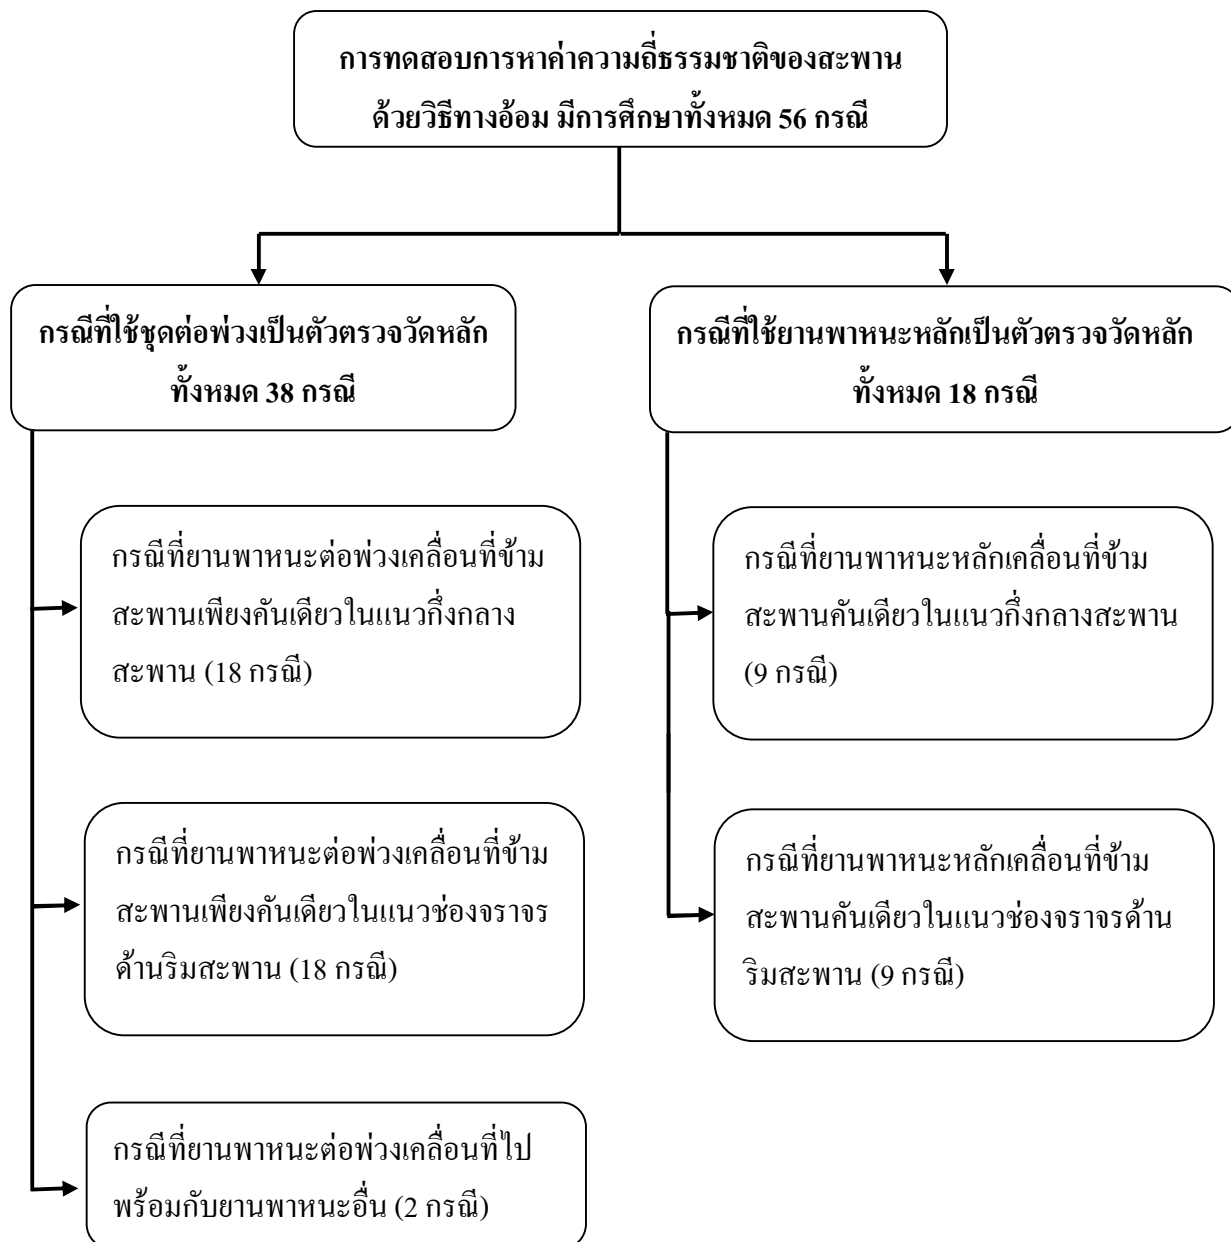 การทดสอบการหาค่าความถี่ธรรมชาติของสะพาน
ด้วยวิธีทางอ้อม มีการศึกษาทั้งหมด 56 กรณี
กรณีที่ใช้ชุดต่อพ่วงเป็นตัวตรวจวัดหลัก
ทั้งหมด 38 กรณี
กรณีที่ยานพาหนะต่อพ่วงเคลื่อนที่ข้าม
สะพานเพียงคันเดียวในแนวกึ่งกลาง
สะพาน (18 กรณี)
กรณีที่ยานพาหนะต่อพ่วงเคลื่อนที่ข้าม
สะพานเพียงคันเดียวในแนวช่องจราจร
ด้านริมสะพาน (18 กรณี)
กรณีที่ยานพาหนะต่อพ่วงเคลื่อนที่ไป
พร้อมกับยานพาหนะอื่น (2 กรณี)
กรณีที่ใช้ยานพาหนะหลักเป็นตัวตรวจวัดหลัก
ทั้งหมด 18 กรณี
กรณีที่ยานพาหนะหลักเคลื่อนที่ข้าม
สะพานคันเดียวในแนวกึ่งกลางสะพาน
(9 กรณี)
กรณีที่ยานพาหนะหลักเคลื่อนที่ข้าม
สะพานคันเดียวในแนวช่องจราจรด้าน
ริมสะพาน (9 กรณี)